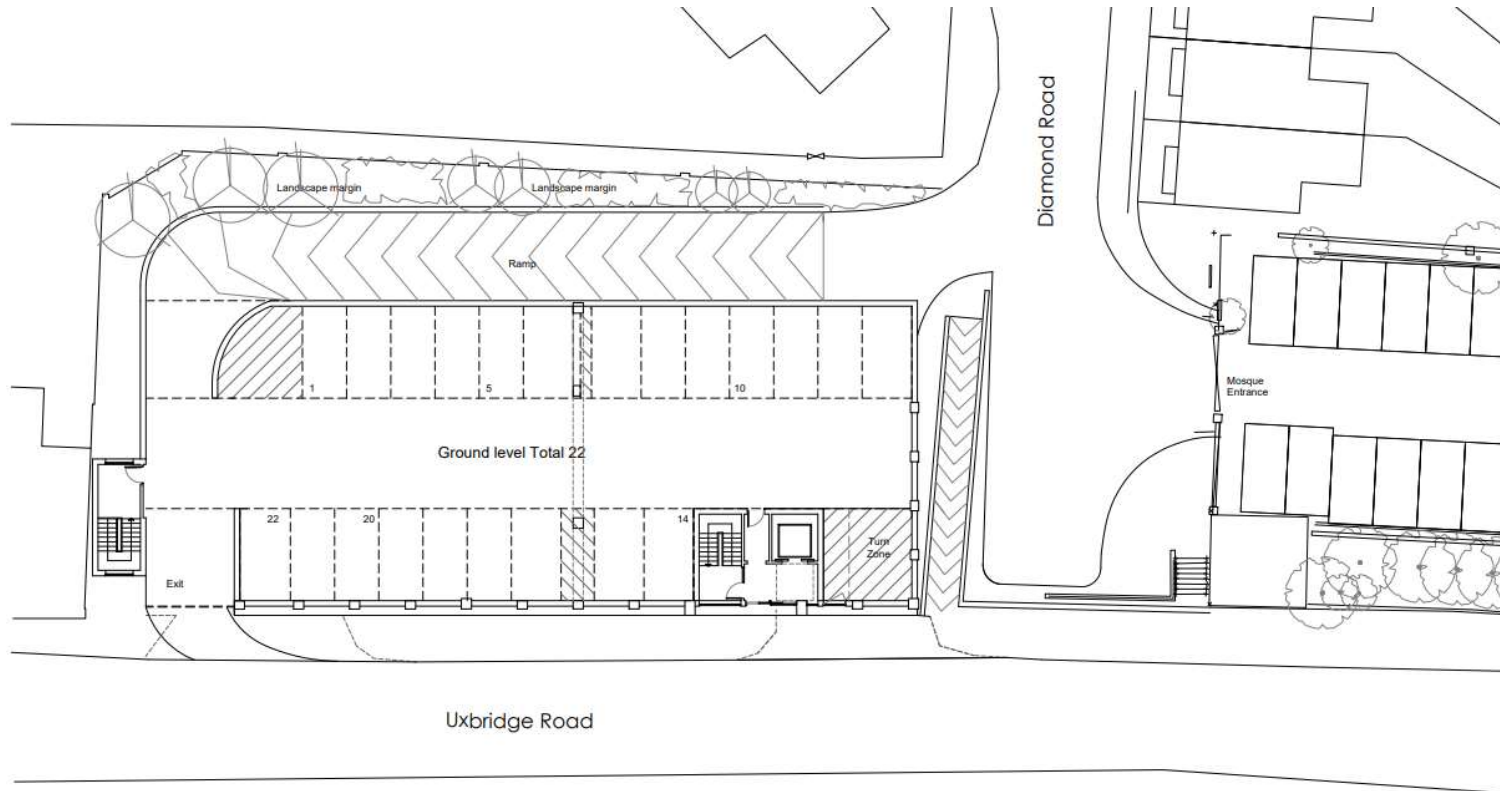 Diamond Road
Landscape margin
Landscape margin
Ramp
1
5
10
Mosque
Entrance
Ground level Total 22
22
20
14
Turn
Zone
Exit
Uxbridge Road